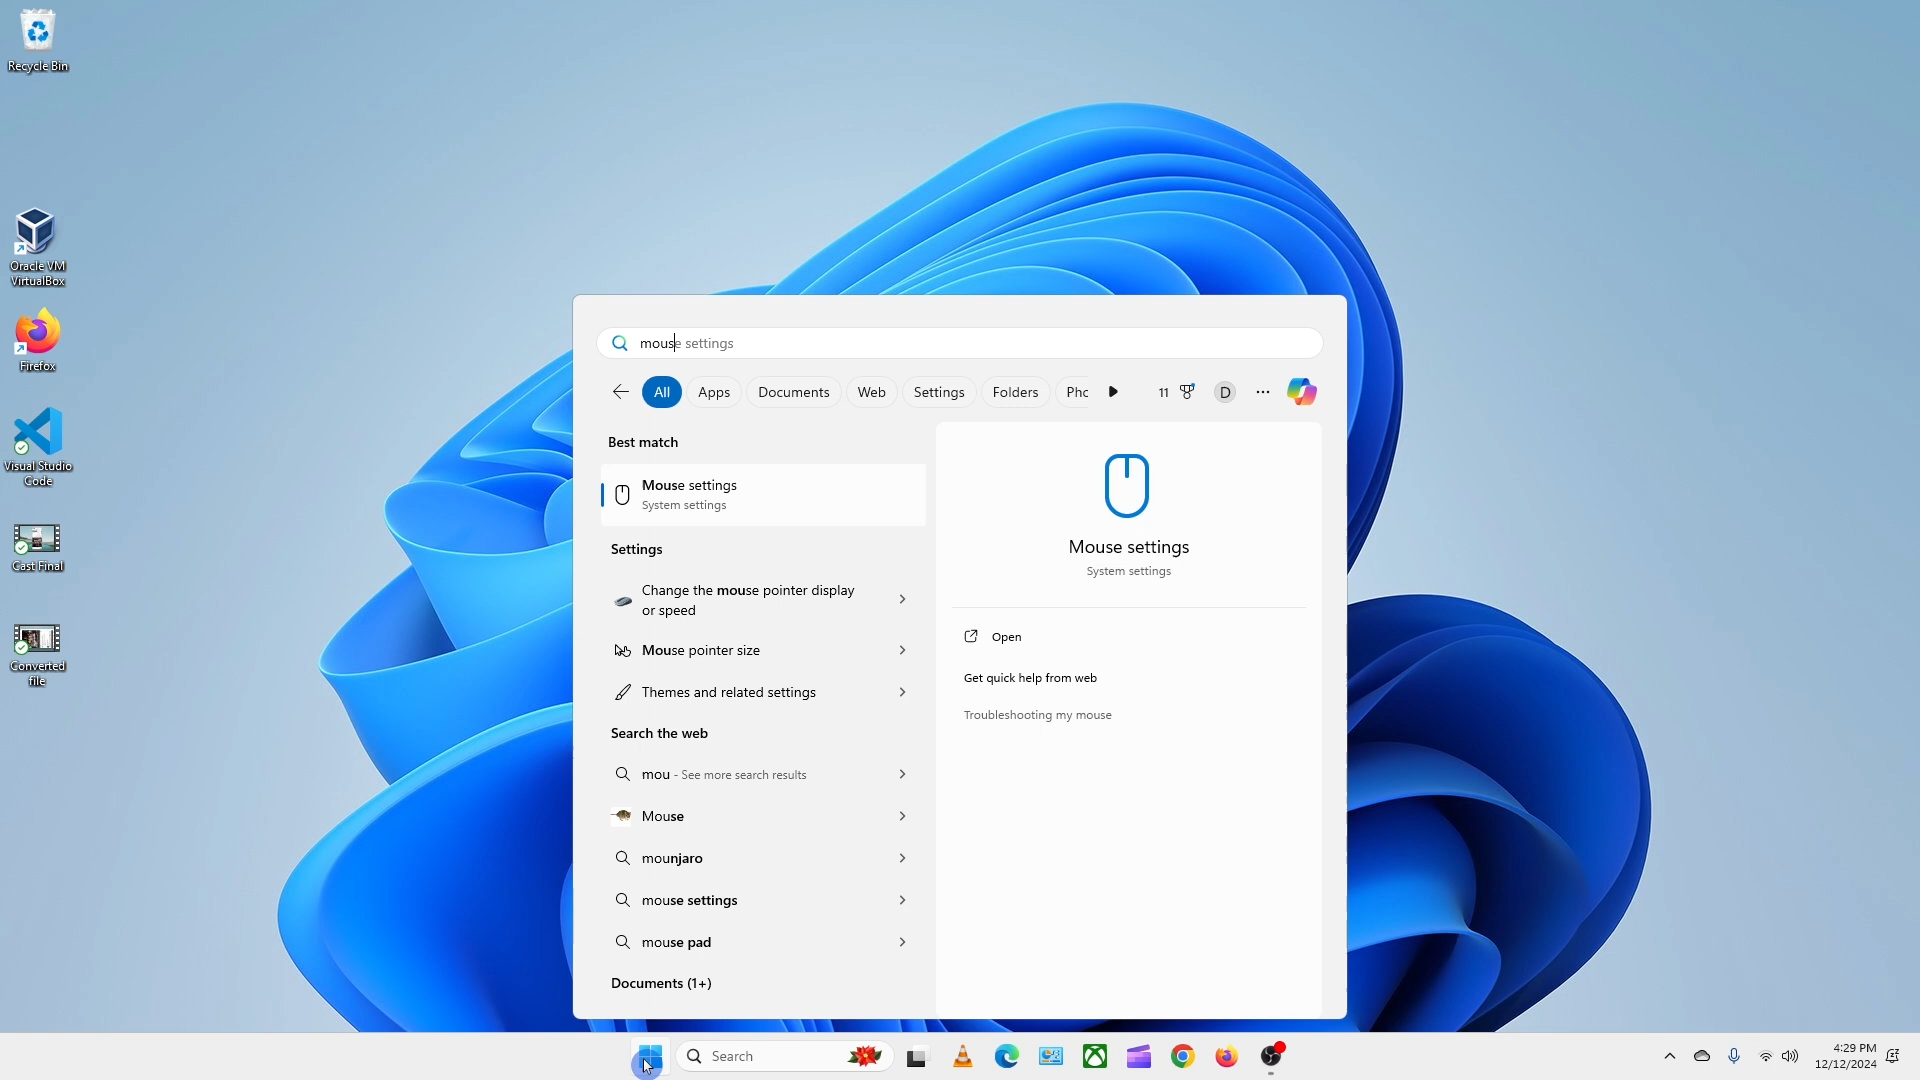 Recycle Bin
Oracle VM
VirtualBox
Firefox
Visual Studio
Code
Cast Final
Converted
file
mouse settings
All
Apps
Documents
Web
Settings
Folders
Pho
11
D
Best match
Mouse settings
System settings
Settings
Change the mouse pointer display
or speed
Mouse pointer size
Themes and related settings
Search the web
mou - See more search results
Mouse
mounjaro
mouse settings
mouse pad
Documents (1+)
Mouse settings
System settings
Open
Get quick help from web
Troubleshooting my mouse
Search
4:29 PM
12/12/2024